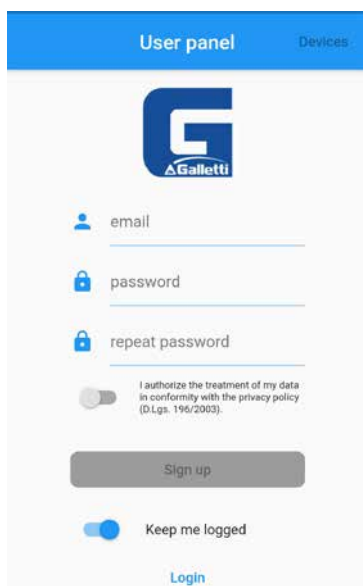 User panel
Devices
Galletti
email
password
repeat password
I authorize the treatment of my data
in conformity with the privacy policy
(D.Lgs. 196/2003).
Sign up
Keep me logged
Login